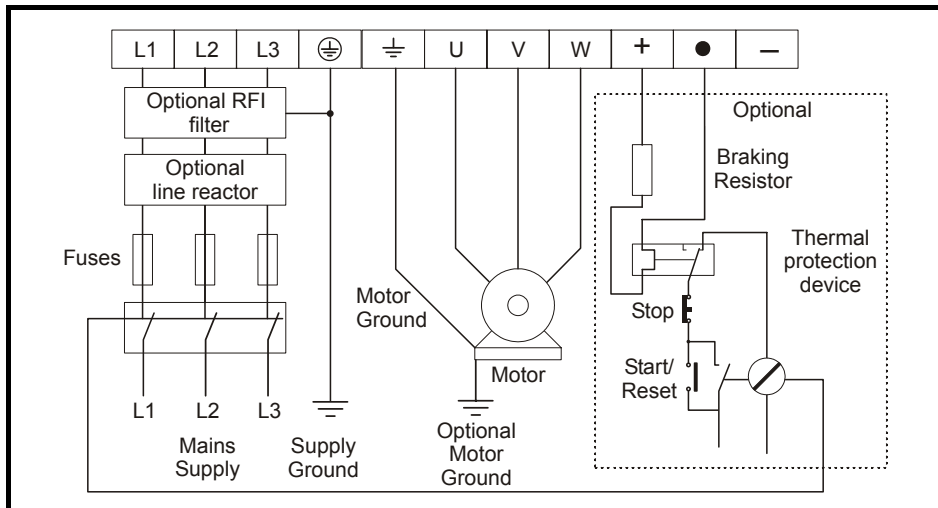 L1 L2 L3 ⏚ U V W + ● –
Optional RFI
filter
Optional
line reactor
Fuses
L1 L2 L3
Mains
Supply
Supply
Ground
Motor
Ground
Motor
Optional
Motor
Ground
Optional
Braking
Resistor
Thermal
protection
device
Stop
Start/
Reset